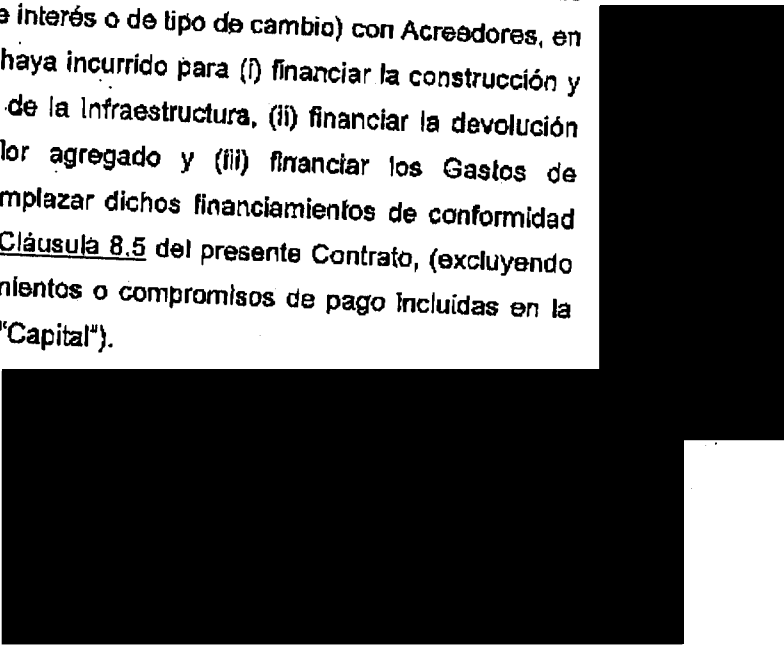 e interés o de tipo de cambio) con Acreedores, en
haya incurrido para (i) financiar la construcción y
de la Infraestructura, (ii) financiar la devolución
lor agregado y (iii) financiar los Gastos de
mplazar dichos financiamientos de conformidad
Cláusula 8.5 del presente Contrato, (excluyendo
mientos o compromisos de pago Incluidas en la
"Capital").